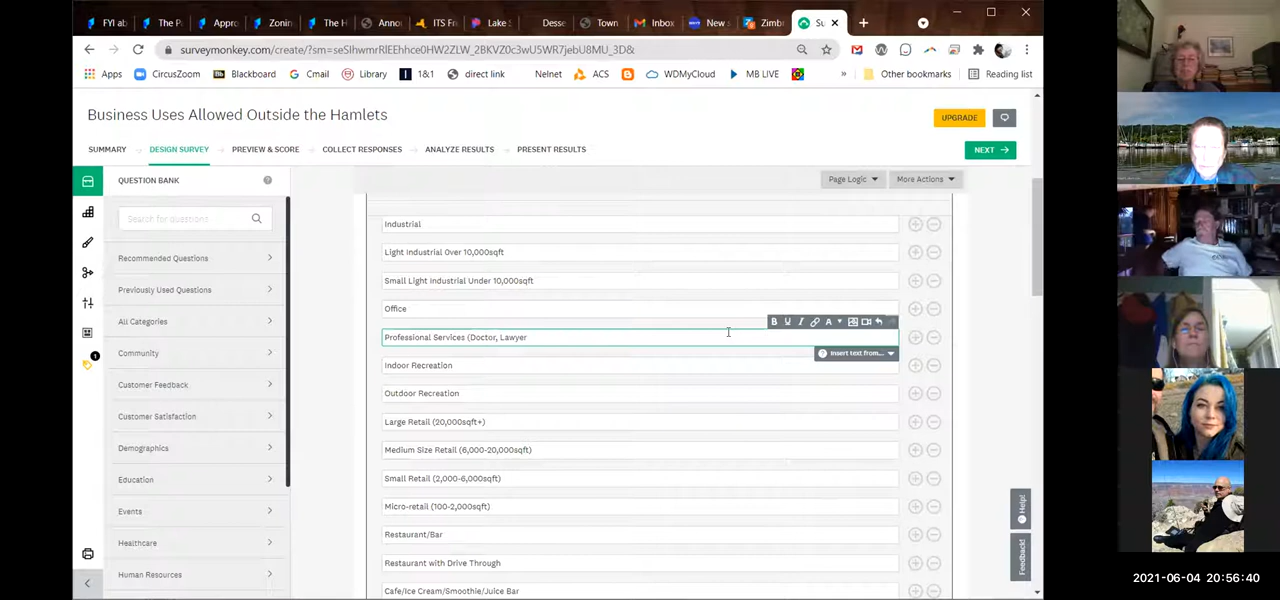 FYI ab
The P
Appro
Zonin
The H
Anno
ITS Fr
Lake
Desse
Town
Inbox
New s
Zimbr
Su
surveymonkey.com/create/?sm=
Apps
CircusZoom
Blackboard
Gmail
Library
1&1
direct link
Nelnet
ACS
WDMyCloud
MB LIVE
»
Other bookmarks
Reading list
Business Uses Allowed Outside the Hamlets
UPGRADE
SUMMARY
DESIGN SURVEY
PREVIEW & SCORE
COLLECT RESPONSES
ANALYZE RESULTS
PRESENT RESULTS
NEXT
QUESTION BANK
Page Logic
More Actions
Search for questions
Recommended Questions
Previously Used Questions
All Categories
Community
1
Customer Feedback
Customer Satisfaction
Demographics
Education
Events
Healthcare
Human Resources
Industrial
Light Industrial Over 10,000sqft
Small Light Industrial Under 10,000sqft
Office
B U I A
Professional Services (Doctor, Lawyer
Insert text from...
Indoor Recreation
Outdoor Recreation
Large Retail (20,000sqft+)
Medium Size Retail (6,000-20,000sqft)
Small Retail (2,000-6,000sqft)
Micro-retail (100-2,000sqft)
Restaurant/Bar
Restaurant with Drive Through
Cafe/Ice Cream/Smoothie/Juice Bar
Help!
Feedback!
2021-06-04 20:56:40